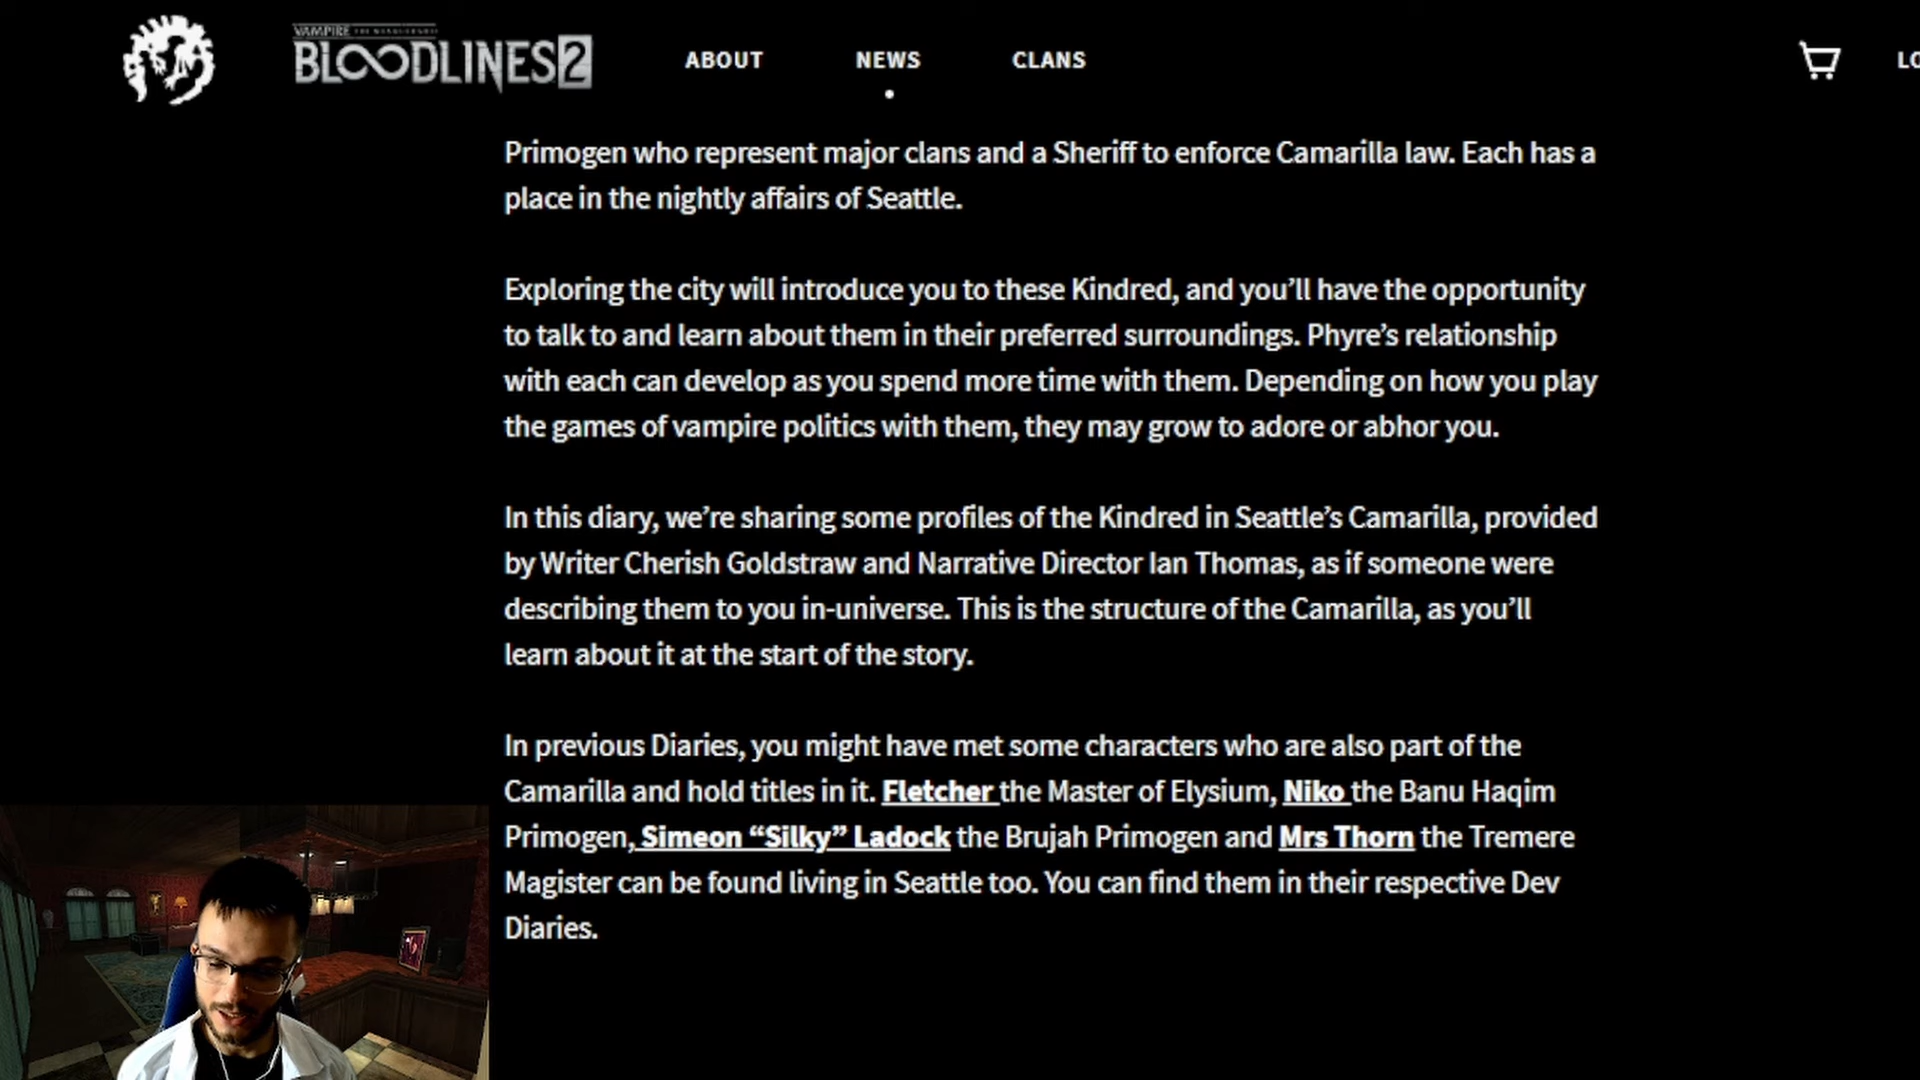 VAMPIRE THE MASQUERADE
BLOODLINES 2
ABOUT
NEWS
CLANS
LO
Primogen who represent major clans and a Sheriff to enforce Camarilla law. Each has a
place in the nightly affairs of Seattle.
Exploring the city will introduce you to these Kindred, and you’ll have the opportunity
to talk to and learn about them in their preferred surroundings. Phyre’s relationship
with each can develop as you spend more time with them. Depending on how you play
the games of vampire politics with them, they may grow to adore or abhor you.
In this diary, we’re sharing some profiles of the Kindred in Seattle’s Camarilla, provided
by Writer Cherish Goldstraw and Narrative Director Ian Thomas, as if someone were
describing them to you in-universe. This is the structure of the Camarilla, as you’ll
learn about it at the start of the story.
In previous Diaries, you might have met some characters who are also part of the
Camarilla and hold titles in it. Fletcher the Master of Elysium, Niko the Banu Haqim
Primogen, Simeon “Silky” Ladock the Brujah Primogen and Mrs Thorn the Tremere
Magister can be found living in Seattle too. You can find them in their respective Dev
Diaries.